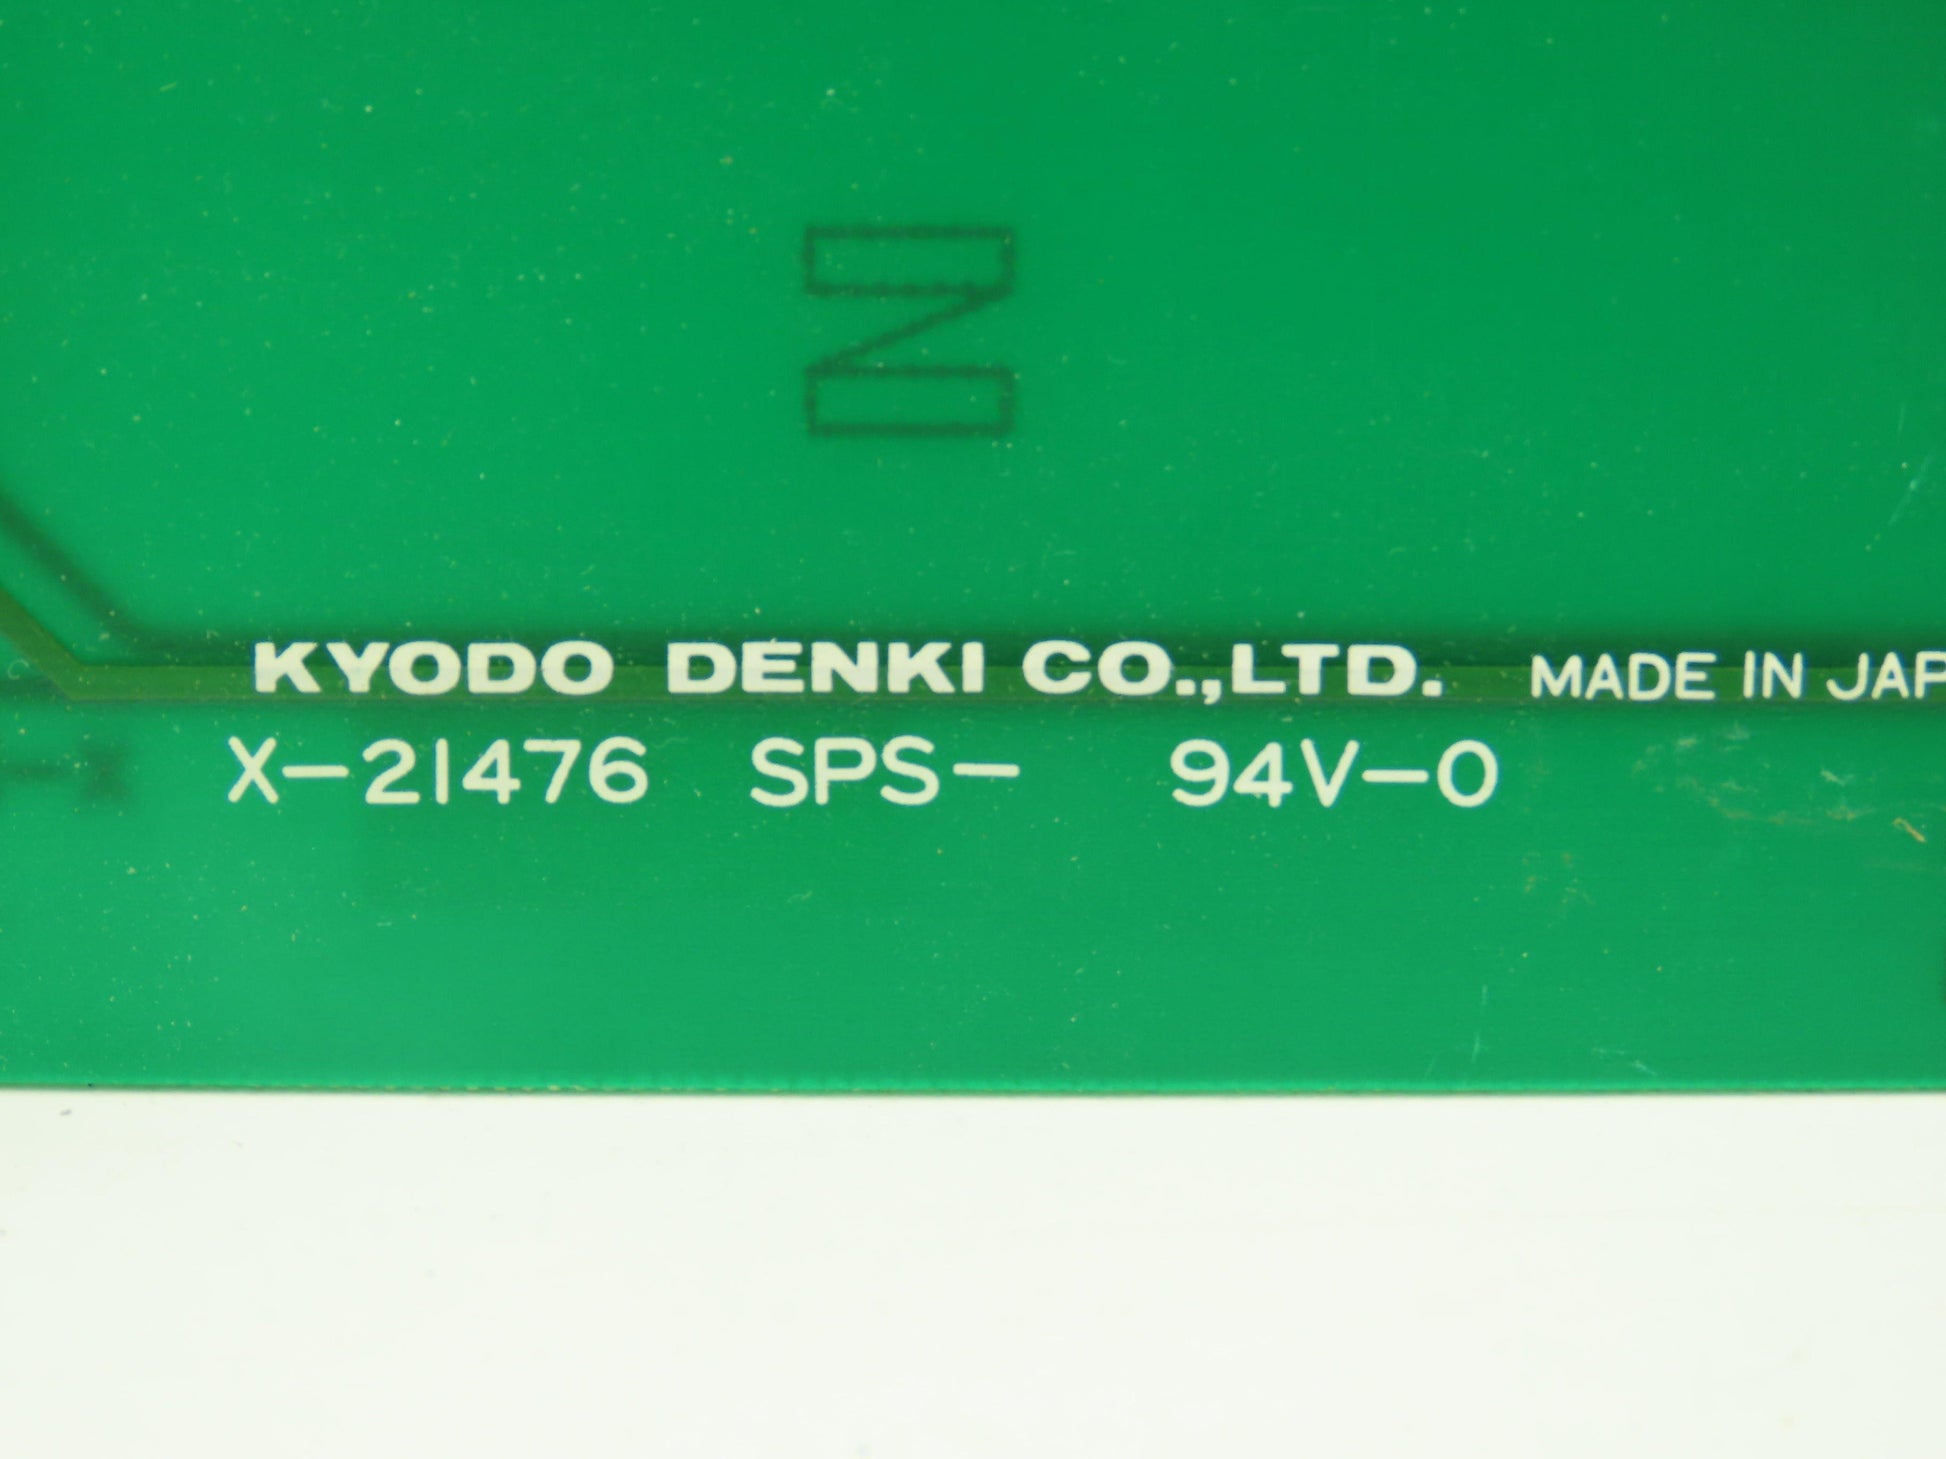 KYODO DENKI CO.,LTD. MADE IN JAP
X-21476 SPS- 94V-0